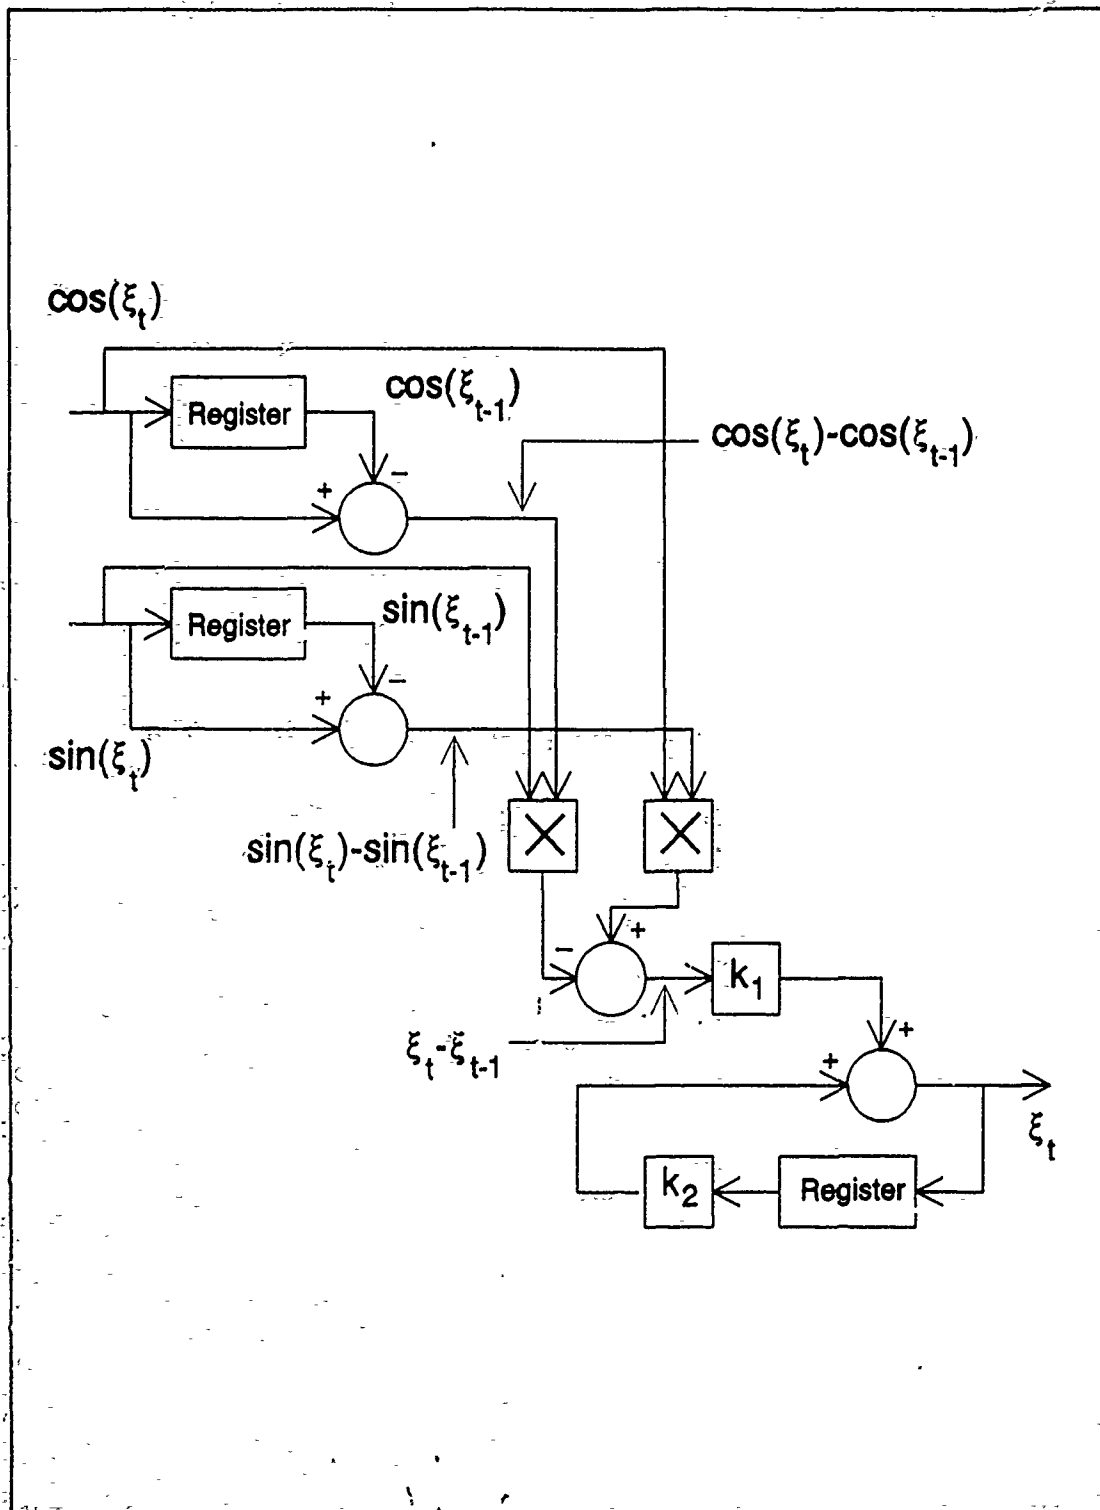 cos(ξt)
Register
cos(ξt-1)
cos(ξt)-cos(ξt-1)
−
+
Register
sin(ξt-1)
−
+
sin(ξt)
sin(ξt)-sin(ξt-1)
×
×
+
−
k1
ξt-ξt-1
+
+
ξt
k2
Register